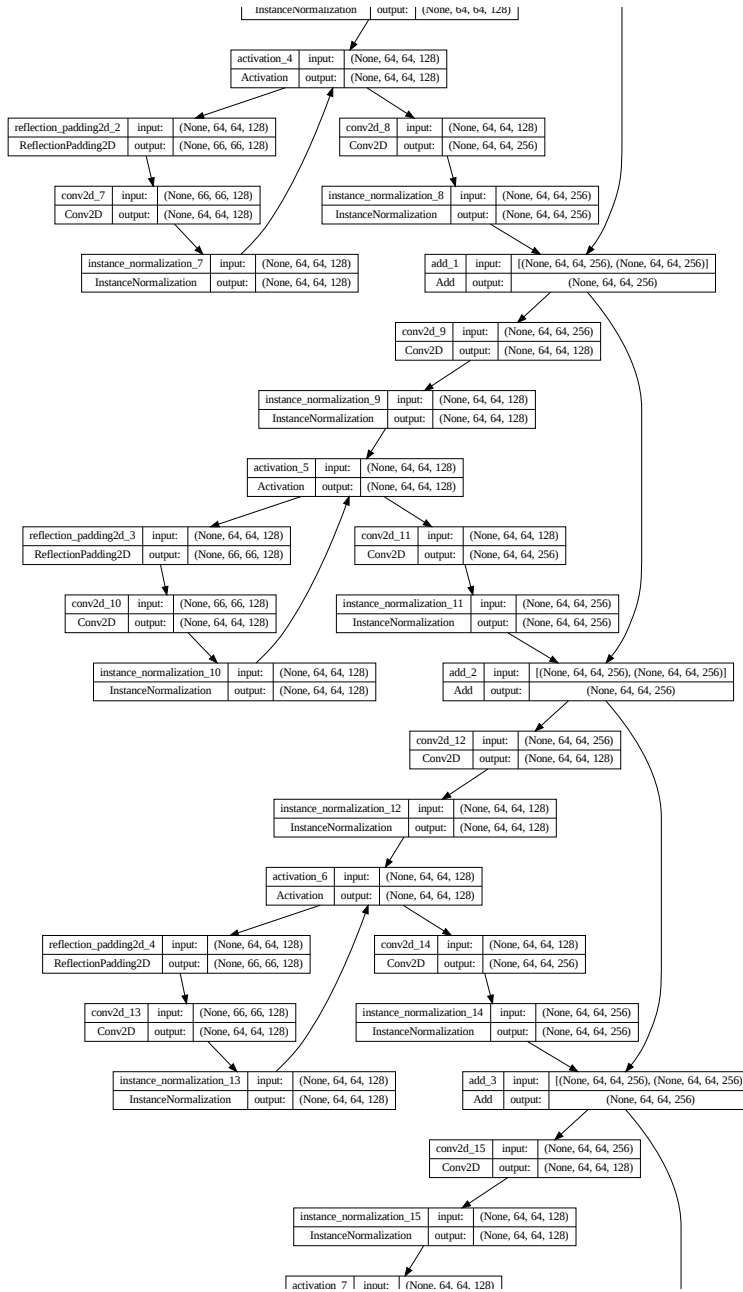 InstanceNormalization output: (None, 64, 64, 128)
activation_4 input: (None, 64, 64, 128)
Activation output: (None, 64, 64, 128)
reflection_padding2d_2 input: (None, 64, 64, 128)
ReflectionPadding2D output: (None, 66, 66, 128)
conv2d_8 input: (None, 64, 64, 128)
Conv2D output: (None, 64, 64, 256)
conv2d_7 input: (None, 66, 66, 128)
Conv2D output: (None, 64, 64, 128)
instance_normalization_8 input: (None, 64, 64, 256)
InstanceNormalization output: (None, 64, 64, 256)
instance_normalization_7 input: (None, 64, 64, 128)
InstanceNormalization output: (None, 64, 64, 128)
add_1 input: [(None, 64, 64, 256), (None, 64, 64, 256)]
Add output: (None, 64, 64, 256)
conv2d_9 input: (None, 64, 64, 256)
Conv2D output: (None, 64, 64, 128)
instance_normalization_9 input: (None, 64, 64, 128)
InstanceNormalization output: (None, 64, 64, 128)
activation_5 input: (None, 64, 64, 128)
Activation output: (None, 64, 64, 128)
reflection_padding2d_3 input: (None, 64, 64, 128)
ReflectionPadding2D output: (None, 66, 66, 128)
conv2d_11 input: (None, 64, 64, 128)
Conv2D output: (None, 64, 64, 256)
conv2d_10 input: (None, 66, 66, 128)
Conv2D output: (None, 64, 64, 128)
instance_normalization_11 input: (None, 64, 64, 256)
InstanceNormalization output: (None, 64, 64, 256)
instance_normalization_10 input: (None, 64, 64, 128)
InstanceNormalization output: (None, 64, 64, 128)
add_2 input: [(None, 64, 64, 256), (None, 64, 64, 256)]
Add output: (None, 64, 64, 256)
conv2d_12 input: (None, 64, 64, 256)
Conv2D output: (None, 64, 64, 128)
instance_normalization_12 input: (None, 64, 64, 128)
InstanceNormalization output: (None, 64, 64, 128)
activation_6 input: (None, 64, 64, 128)
Activation output: (None, 64, 64, 128)
reflection_padding2d_4 input: (None, 64, 64, 128)
ReflectionPadding2D output: (None, 66, 66, 128)
conv2d_14 input: (None, 64, 64, 128)
Conv2D output: (None, 64, 64, 256)
conv2d_13 input: (None, 66, 66, 128)
Conv2D output: (None, 64, 64, 128)
instance_normalization_14 input: (None, 64, 64, 256)
InstanceNormalization output: (None, 64, 64, 256)
instance_normalization_13 input: (None, 64, 64, 128)
InstanceNormalization output: (None, 64, 64, 128)
add_3 input: [(None, 64, 64, 256), (None, 64, 64, 256)
Add output: (None, 64, 64, 256)
conv2d_15 input: (None, 64, 64, 256)
Conv2D output: (None, 64, 64, 128)
instance_normalization_15 input: (None, 64, 64, 128)
InstanceNormalization output: (None, 64, 64, 128)
activation_7 input: (None, 64, 64, 128)